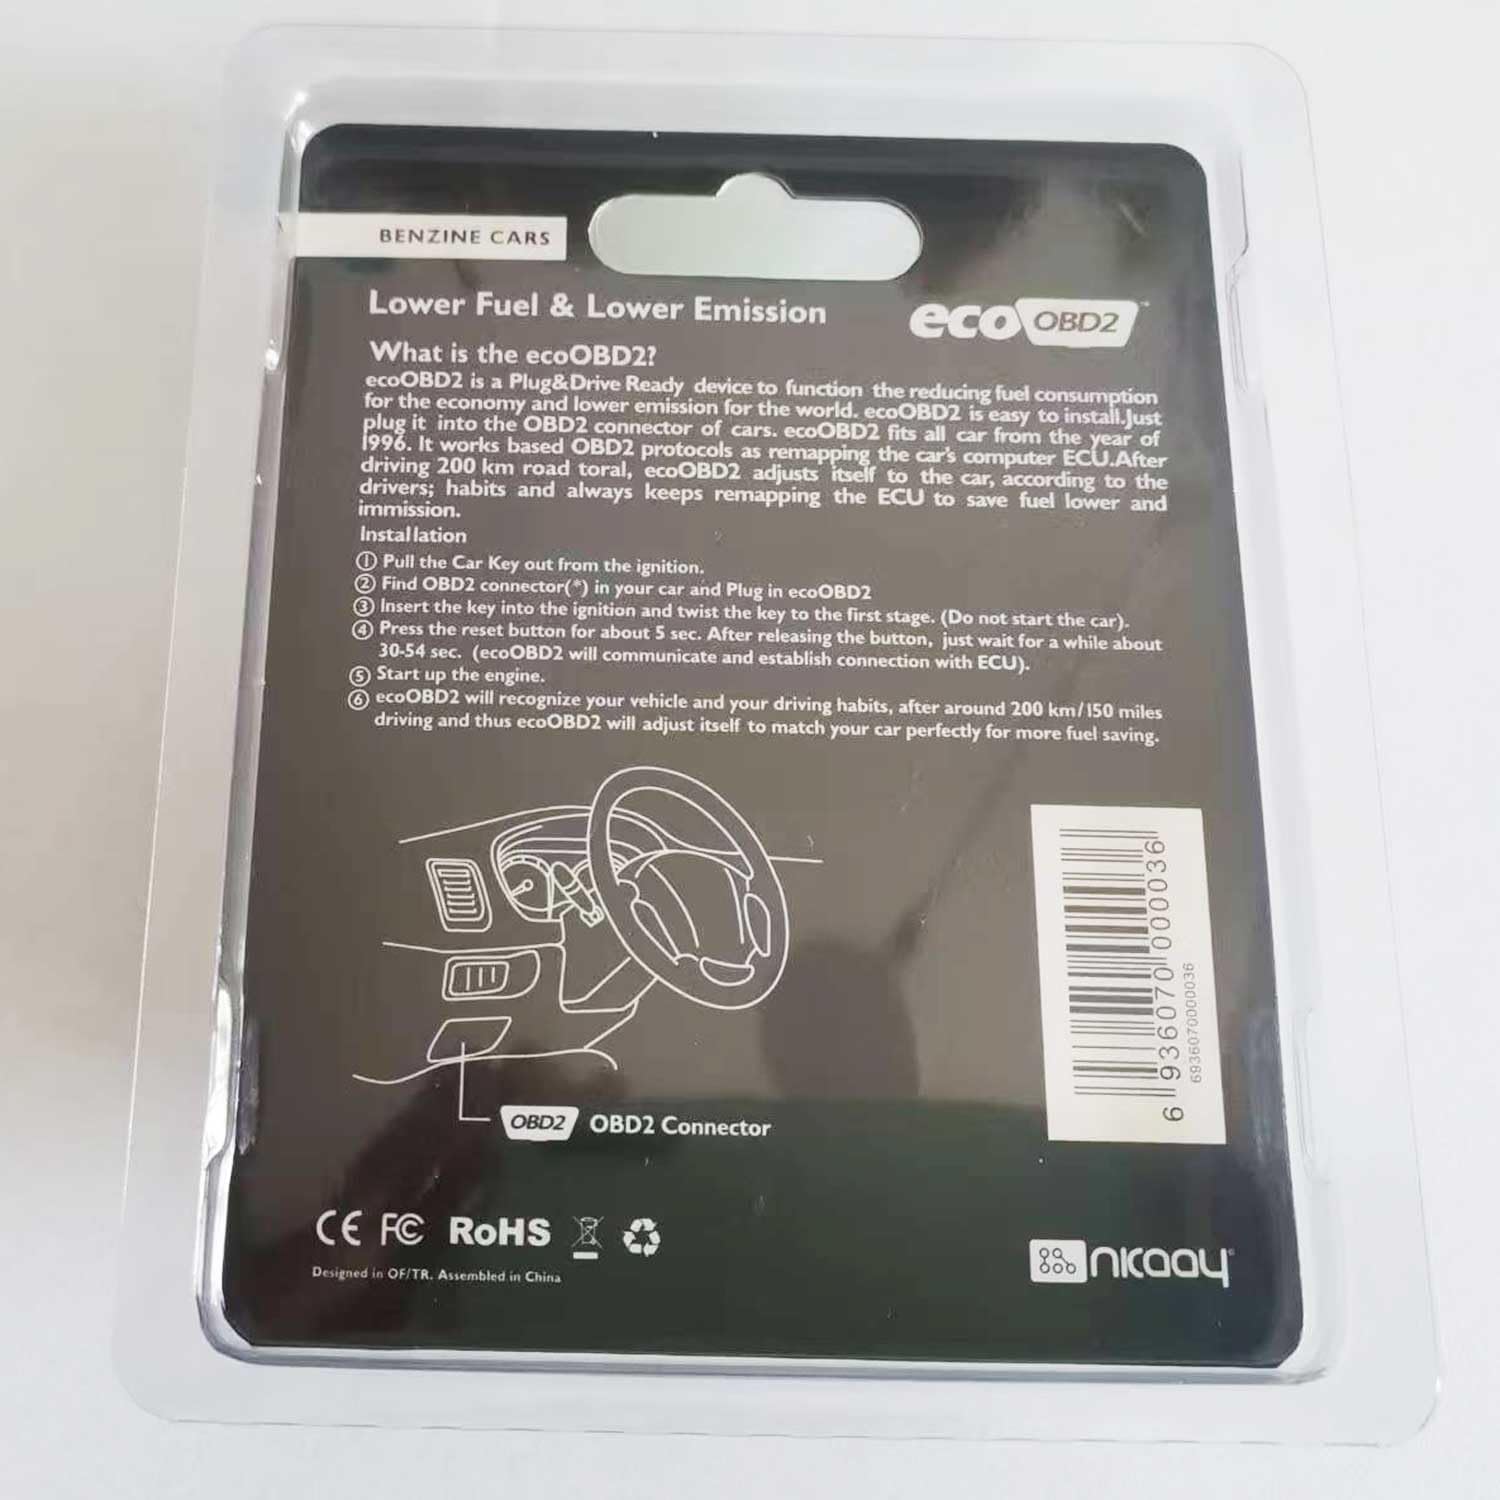 BENZINE CARS
Lower Fuel & Lower Emission
eco OBD2™
What is the ecoOBD2?
ecoOBD2 is a Plug&Drive Ready device to function the reducing fuel consumption
for the economy and lower emission for the world. ecoOBD2 is easy to install.Just
plug it into the OBD2 connector of cars. ecoOBD2 fits all car from the year of
1996. It works based OBD2 protocols as remapping the car's computer ECU.After
driving 200 km road toral, ecoOBD2 adjusts itself to the car, according to the
drivers; habits and always keeps remapping the ECU to save fuel lower and
immission.
Installation
① Pull the Car Key out from the ignition.
② Find OBD2 connector(*) in your car and Plug in ecoOBD2
③ Insert the key into the ignition and twist the key to the first stage. (Do not start the car).
④ Press the reset button for about 5 sec. After releasing the button, just wait for a while about
30-54 sec. (ecoOBD2 will communicate and establish connection with ECU).
⑤ Start up the engine.
⑥ ecoOBD2 will recognize your vehicle and your driving habits, after around 200 km/150 miles
driving and thus ecoOBD2 will adjust itself to match your car perfectly for more fuel saving.
6 936070 000036
6936070000036
OBD2 OBD2 Connector
CE FC RoHS
Designed in OF/TR. Assembled in China
nkaay®